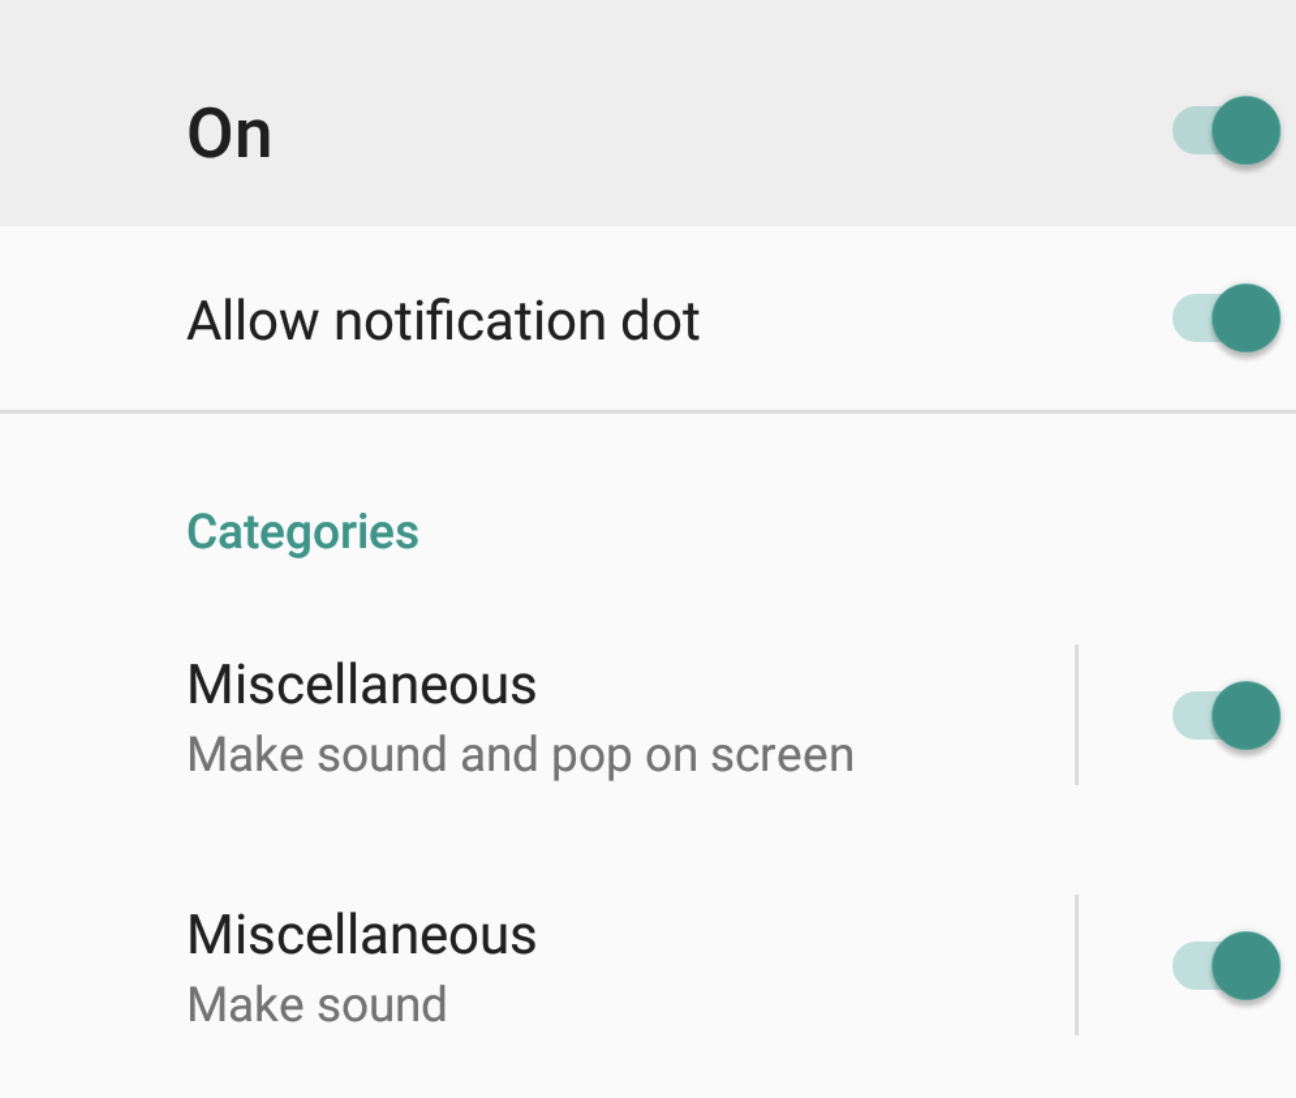 On
Allow notification dot
Categories
Miscellaneous
Make sound and pop on screen
Miscellaneous
Make sound